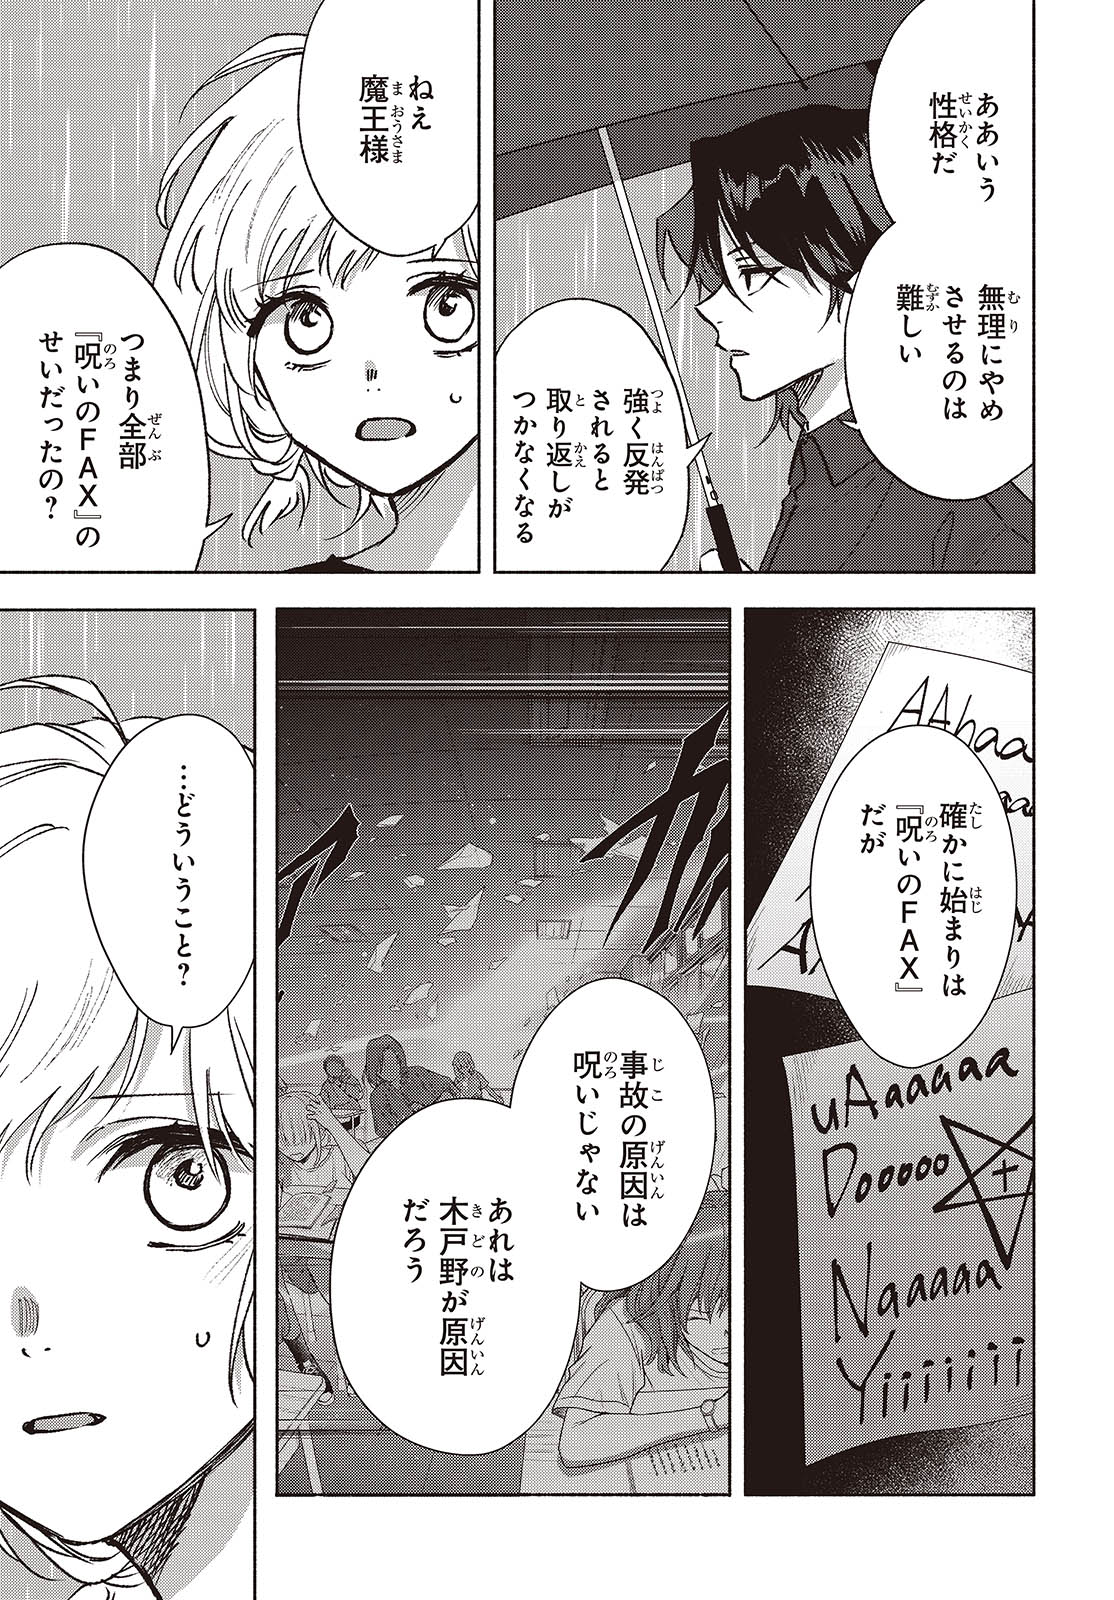 ああいう
性格だ
無理にやめ
させるのは
難しい
強く反発
されると
取り返しが
つかなくなる
ねえ
魔王様
つまり全部
『呪いのFAX』の
せいだったの?
AAhaa
確かに始まりは
『呪いのFAX』
だが
uAaaaaa
Dooooo
Naaaaa
Yiiiiiii
事故の原因は
呪いじゃない
あれは
木戸野が原因
だろう
…どういうこと?